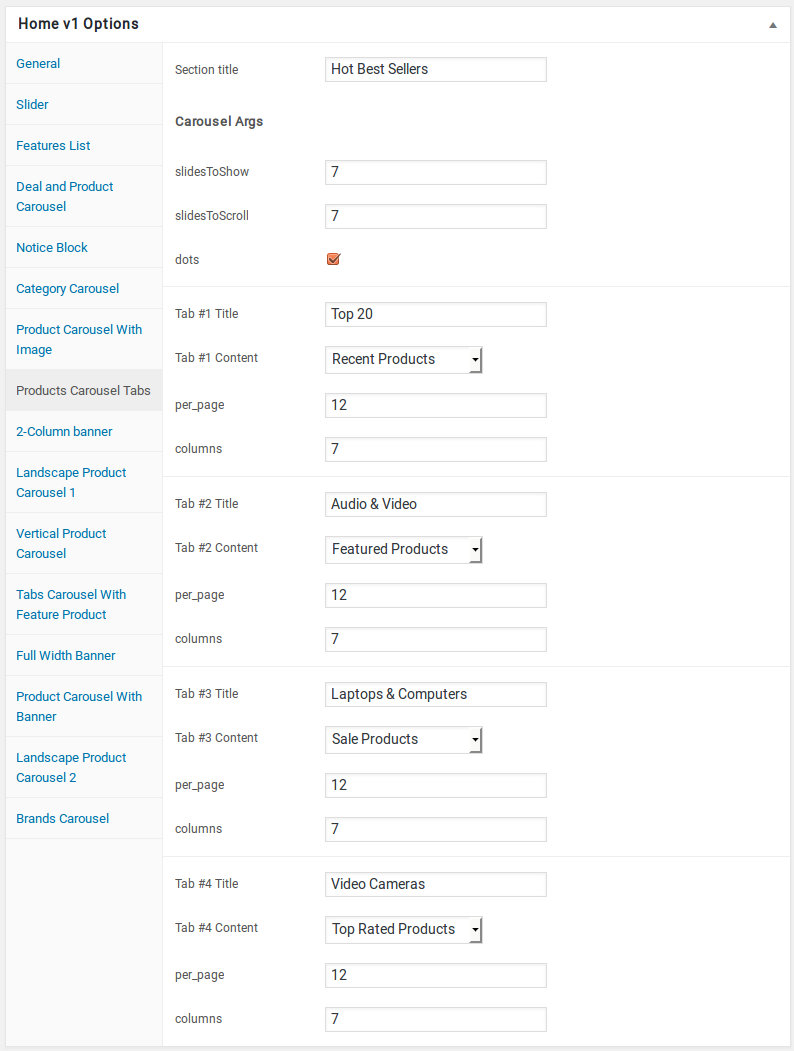 Home v1 Options
General
Slider
Features List
Deal and Product
Carousel
Notice Block
Category Carousel
Product Carousel With
Image
Products Carousel Tabs
2-Column banner
Landscape Product
Carousel 1
Vertical Product
Carousel
Tabs Carousel With
Feature Product
Full Width Banner
Product Carousel With
Banner
Landscape Product
Carousel 2
Brands Carousel
Section title Hot Best Sellers
Carousel Args
slidesToShow 7
slidesToScroll 7
dots
Tab #1 Title Top 20
Tab #1 Content Recent Products
per_page 12
columns 7
Tab #2 Title Audio & Video
Tab #2 Content Featured Products
per_page 12
columns 7
Tab #3 Title Laptops & Computers
Tab #3 Content Sale Products
per_page 12
columns 7
Tab #4 Title Video Cameras
Tab #4 Content Top Rated Products
per_page 12
columns 7